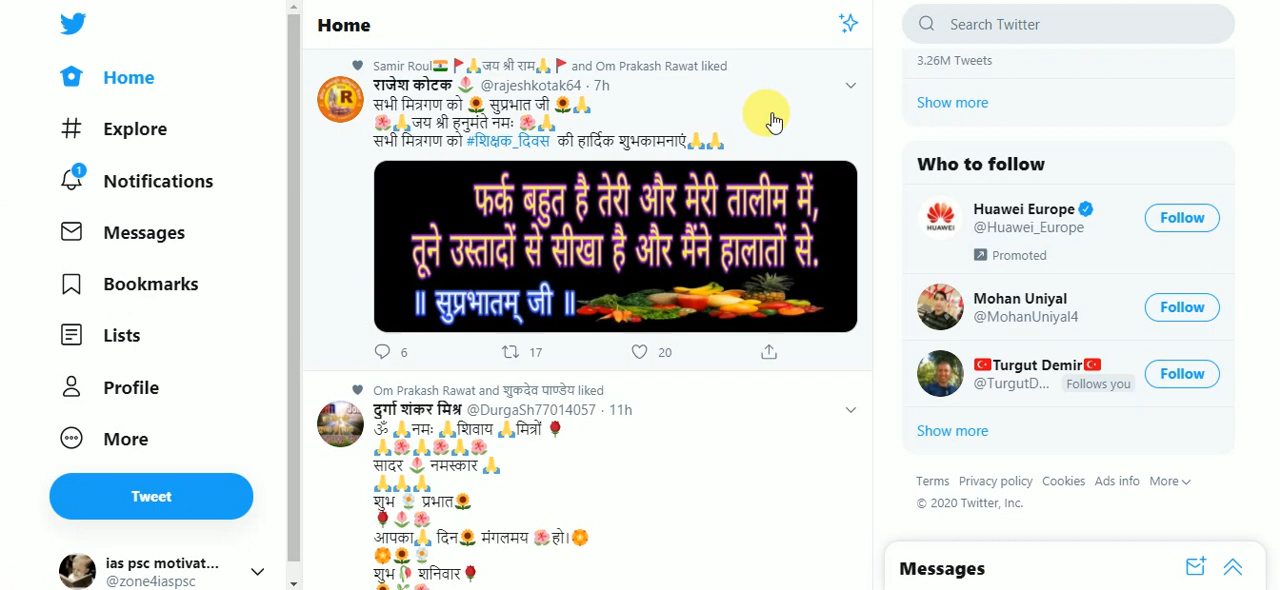 Home
Explore
1
Notifications
Messages
Bookmarks
Lists
Profile
More
Tweet
ias psc motivat...
@zone4iaspsc
Home
Samir Roul🇮🇳🚩🙏जय श्री राम🙏🚩 and Om Prakash Rawat liked
राजेश कोटक 🌷 @rajeshkotak64 · 7h
सभी मित्रगण को 🌻 सुप्रभात जी 🌻🙏
🌺🙏जय श्री हनुमंते नमः 🌺🙏
सभी मित्रगण को #शिक्षक_दिवस की हार्दिक शुभकामनाएं🙏🙏
फर्क बहुत है तेरी और मेरी तालीम में,
तूने उस्तादों से सीखा है और मैंने हालातों से.
॥ सुप्रभातम् जी ॥
6 17 20
Om Prakash Rawat and शुकदेव पाण्डेय liked
दुर्गा शंकर मिश्र @DurgaSh77014057 · 11h
ॐ 🙏नमः 🙏शिवाय 🙏मित्रों 🌹
🙏🌺🙏🌺🙏🌺
सादर 🌷 नमस्कार 🙏
🙏🙏🙏
शुभ 🌼 प्रभात🌻
🌹🌷🌺
आपका🙏 दिन🌻 मंगलमय 🌺हो।🏵️
🏵️🌻🌼
शुभ🥀 शनिवार🌹
Search Twitter
3.26M Tweets
Show more
Who to follow
Huawei Europe
@Huawei_Europe
Promoted
Follow
HUAWEI
Mohan Uniyal
@MohanUniyal4
Follow
🇹🇷Turgut Demir🇹🇷
@TurgutD... Follows you
Follow
Show more
Terms Privacy policy Cookies Ads info More
© 2020 Twitter, Inc.
Messages